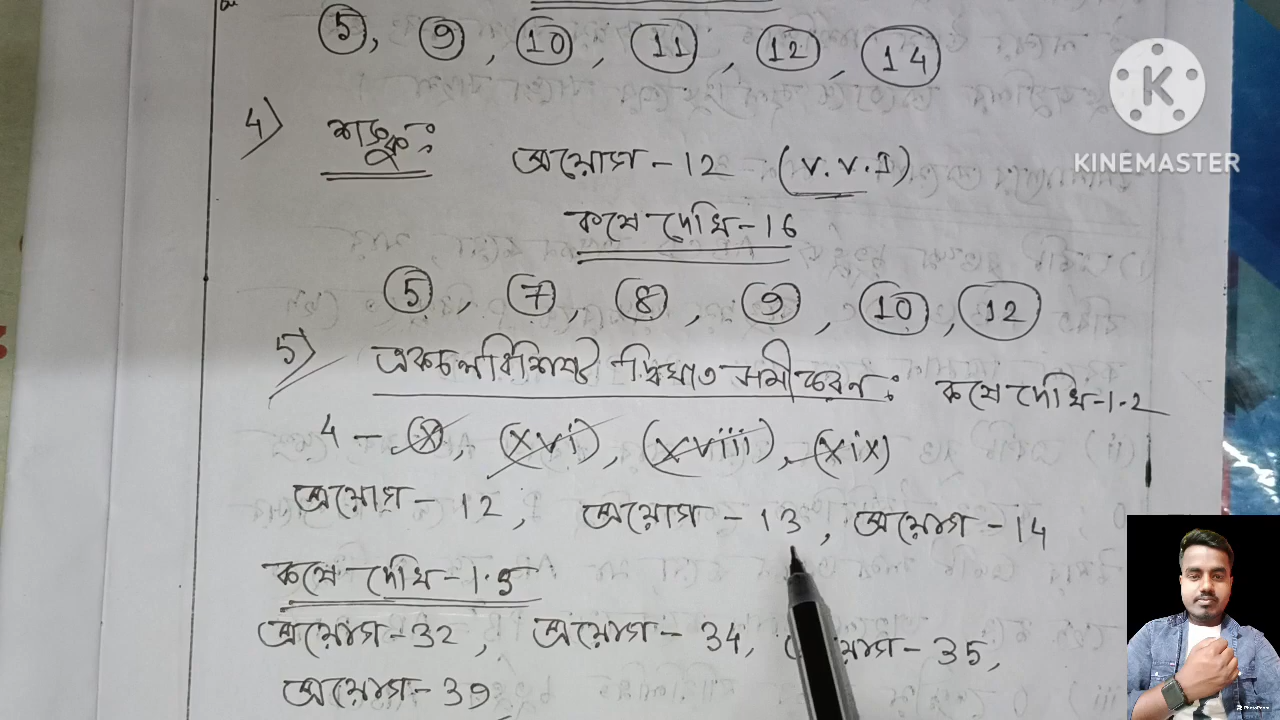 5, 9, 10, 11, 12, 14
4) শঙ্কু : প্রয়োগ - 12 (V.V.I)
KINEMASTER
কষে দেখি - 16
5, 7, 8, 9, 10, 12
5) একচলবিশিষ্ট দ্বিঘাত সমীকরণ : কষে দেখি - 1.2
4 - (xvi), (xviii), (xix)
প্রয়োগ - 12, প্রয়োগ - 13, প্রয়োগ - 14
কষে দেখি - 1.5
প্রয়োগ - 32, প্রয়োগ - 34, য়োগ - 35,
প্রয়োগ - 39